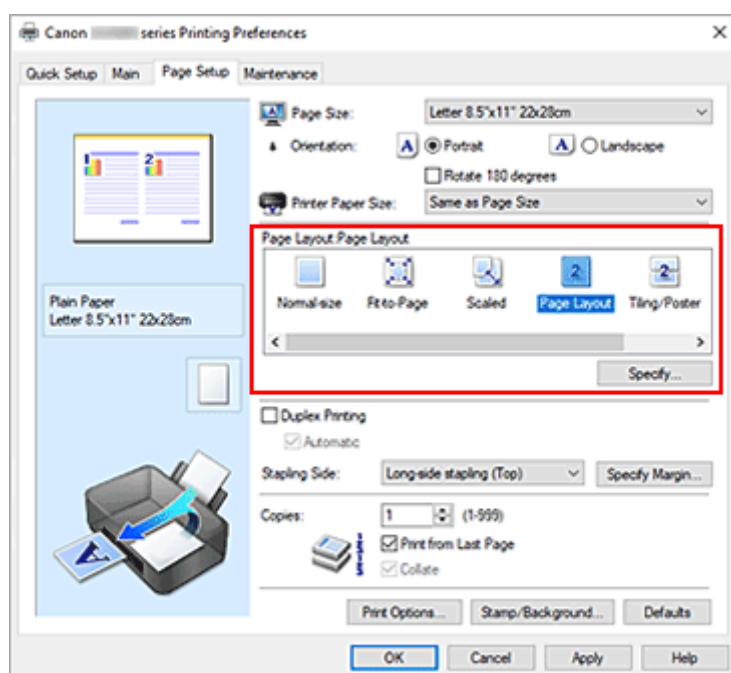 Canon series Printing Preferences
Quick Setup Main Page Setup Maintenance
1 2
Plain Paper
Letter 8.5"x11" 22x28cm
A
Page Size: Letter 8.5"x11" 22x28cm
Orientation: A Portrait A Landscape
Rotate 180 degrees
Printer Paper Size: Same as Page Size
Page Layout:Page Layout
2 2
Normal-size Fit-to-Page Scaled Page Layout Tiling/Poster
Specify...
Duplex Printing
Automatic
Stapling Side: Long-side stapling (Top) Specify Margin...
Copies: 1 (1-999)
Print from Last Page
Collate
Print Options... Stamp/Background... Defaults
OK Cancel Apply Help